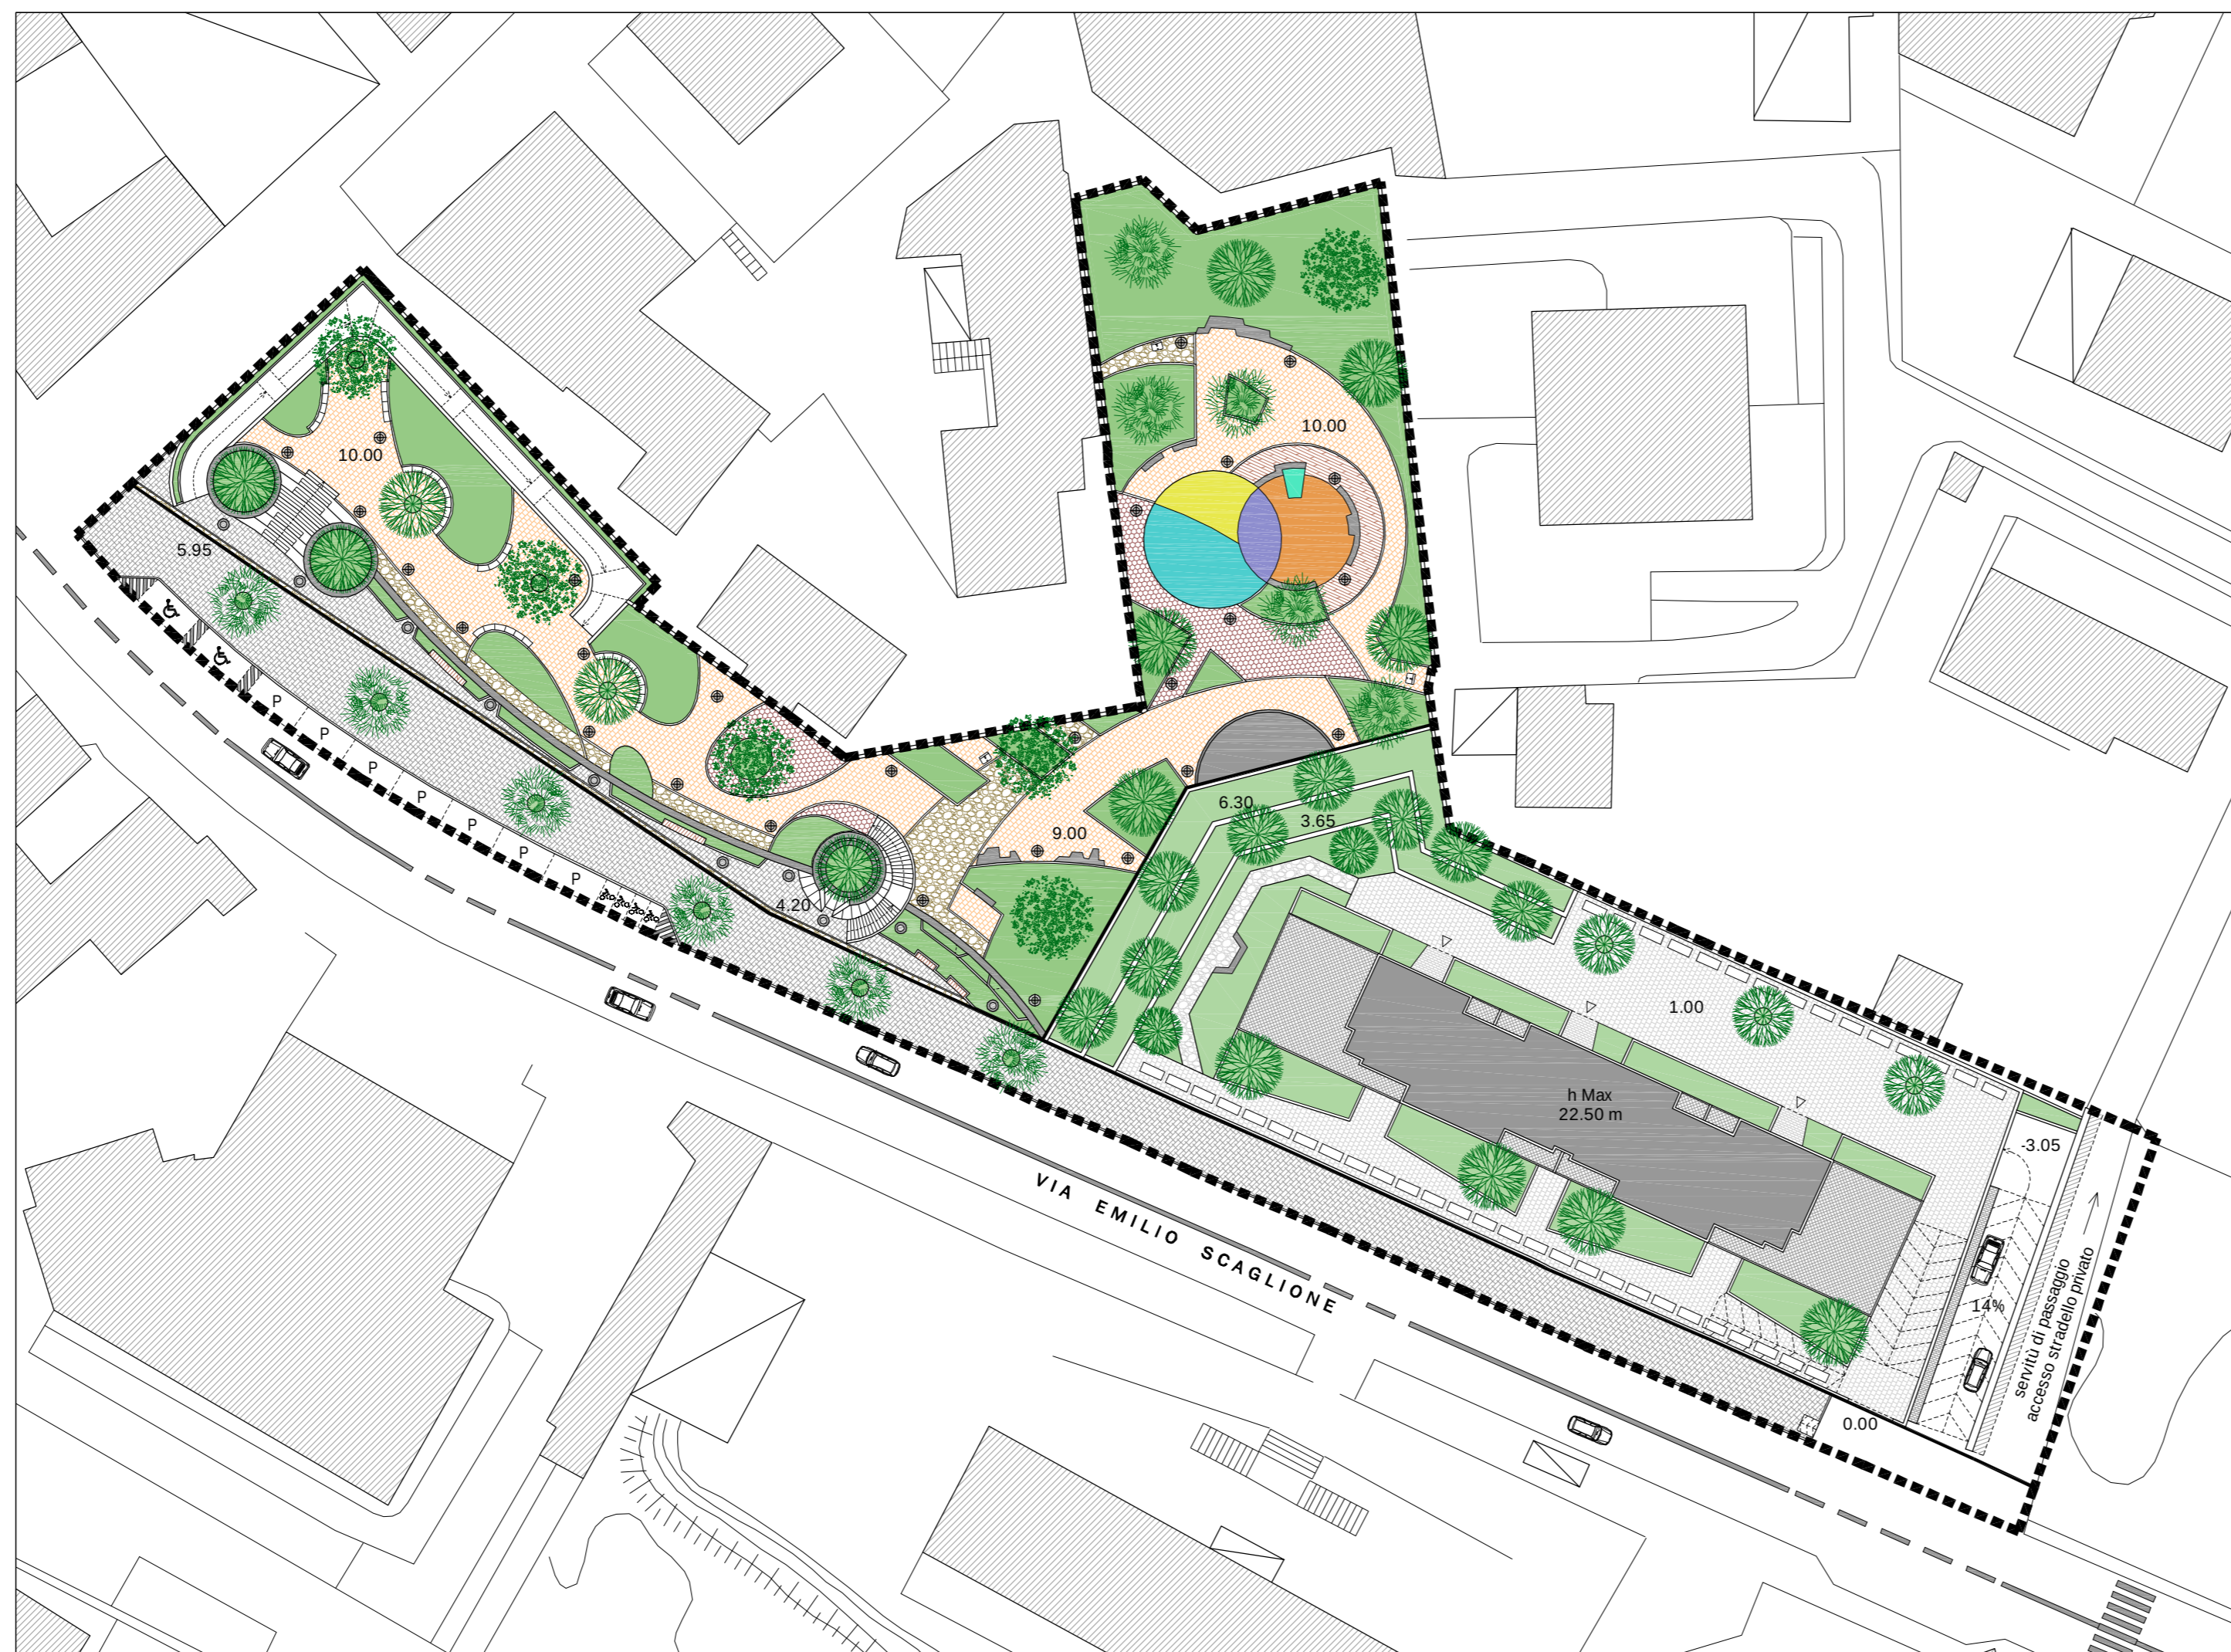 10.00
10.00
5.95
P
P
P
P
P
P
P
6.30
3.65
9.00
4.20
1.00
h Max
22.50 m
-3.05
VIA EMILIO SCAGLIONE
14%
servitù di passaggio
accesso stradello privato
0.00